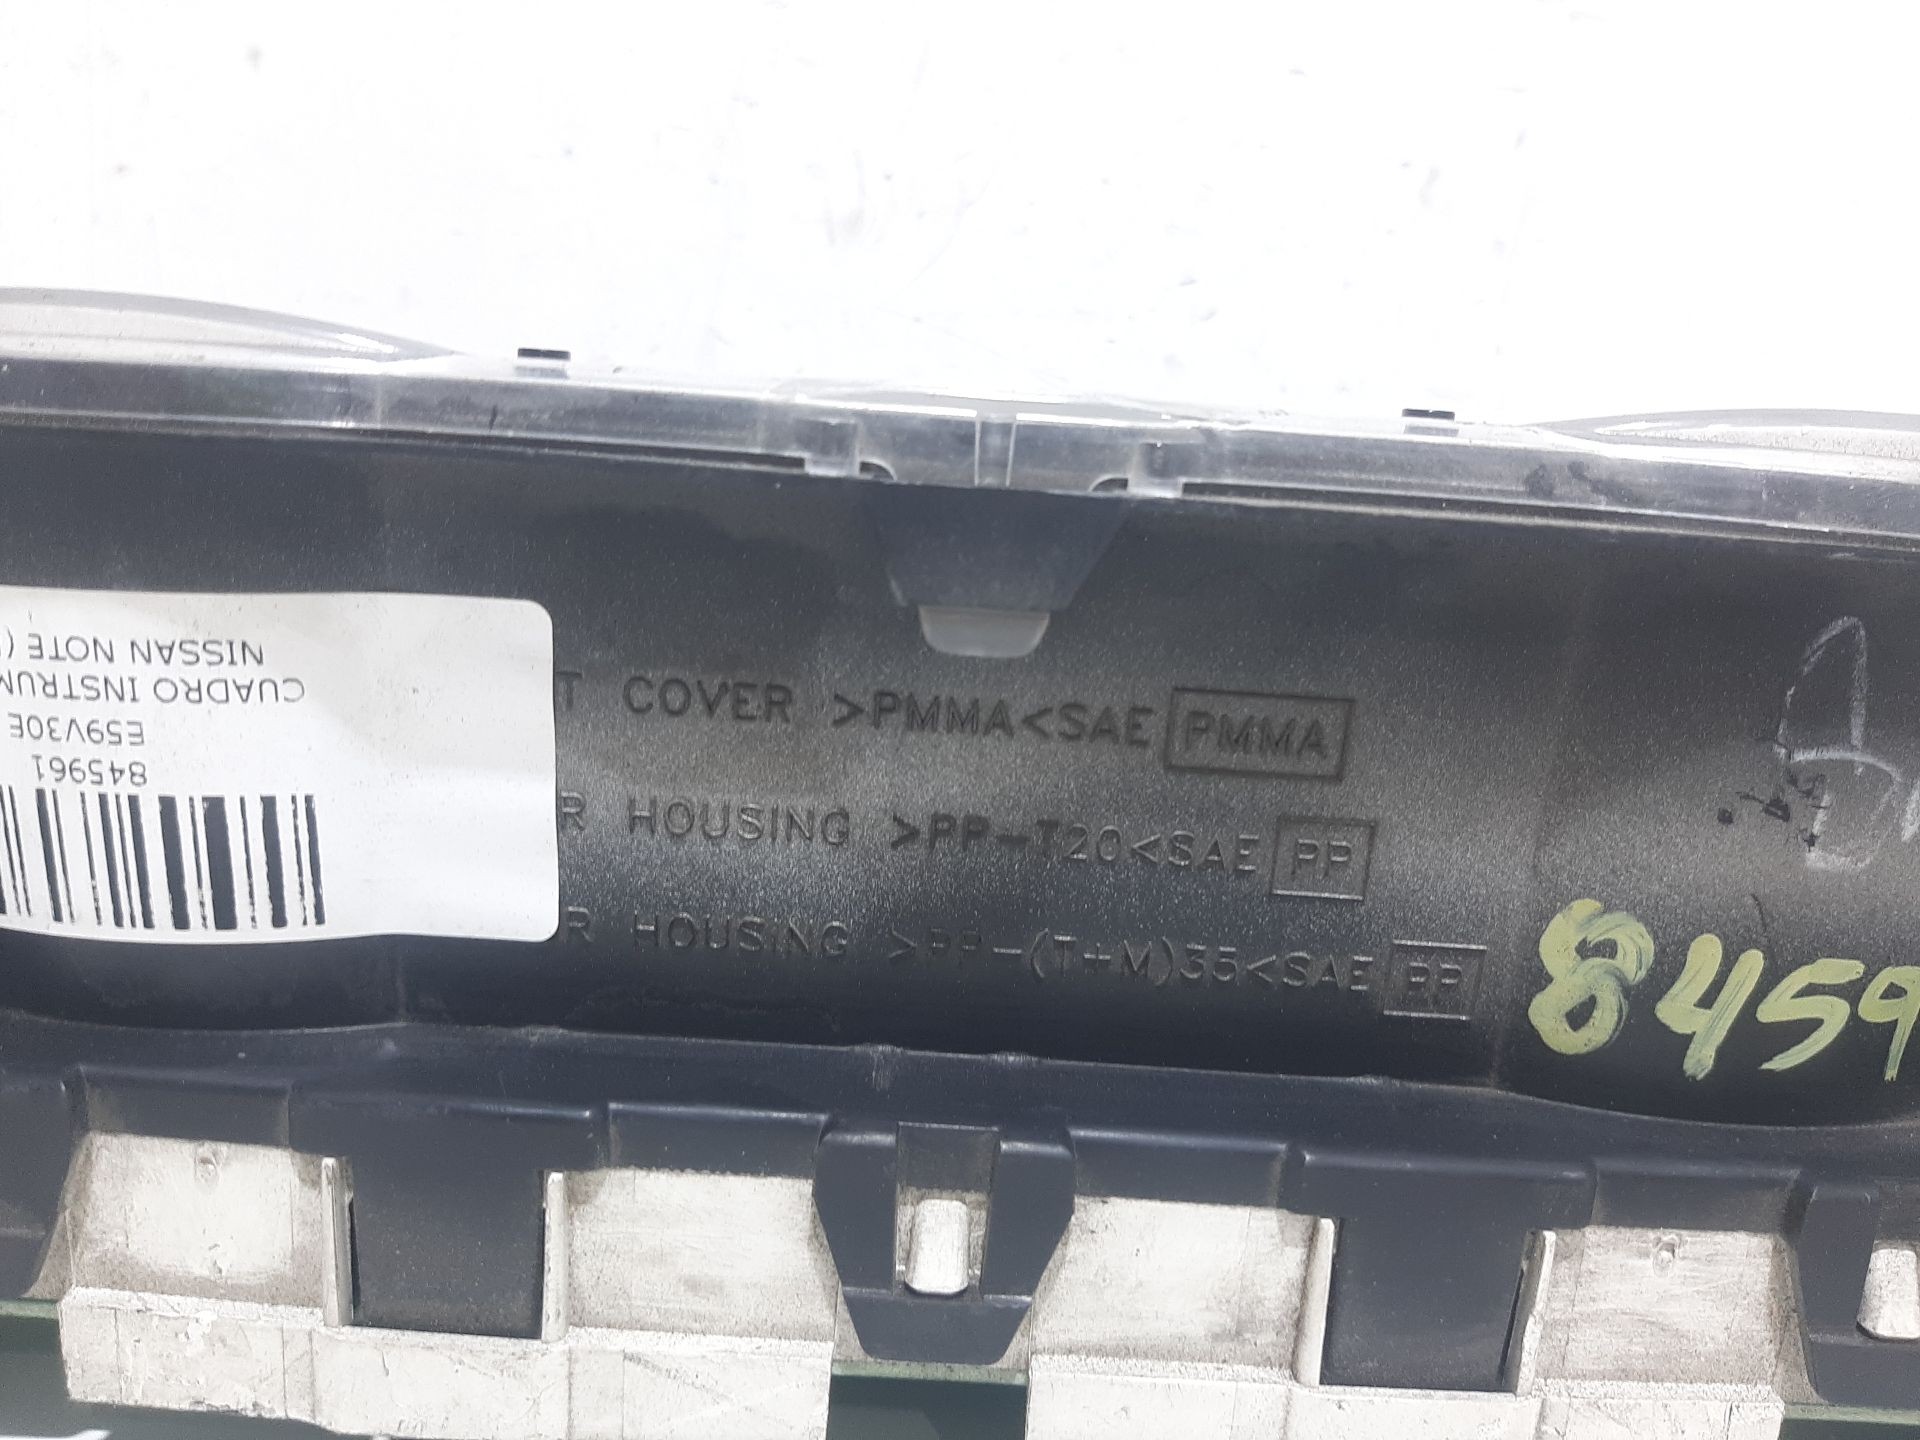 T COVER >PMMA<SAE PMMA
R HOUSING >PP-T20<SAE PP
R HOUSING >PP-(T+M)35<SAE PP
845961
E59V30E
CUADRO INSTRUM
NISSAN NOTE (
8459